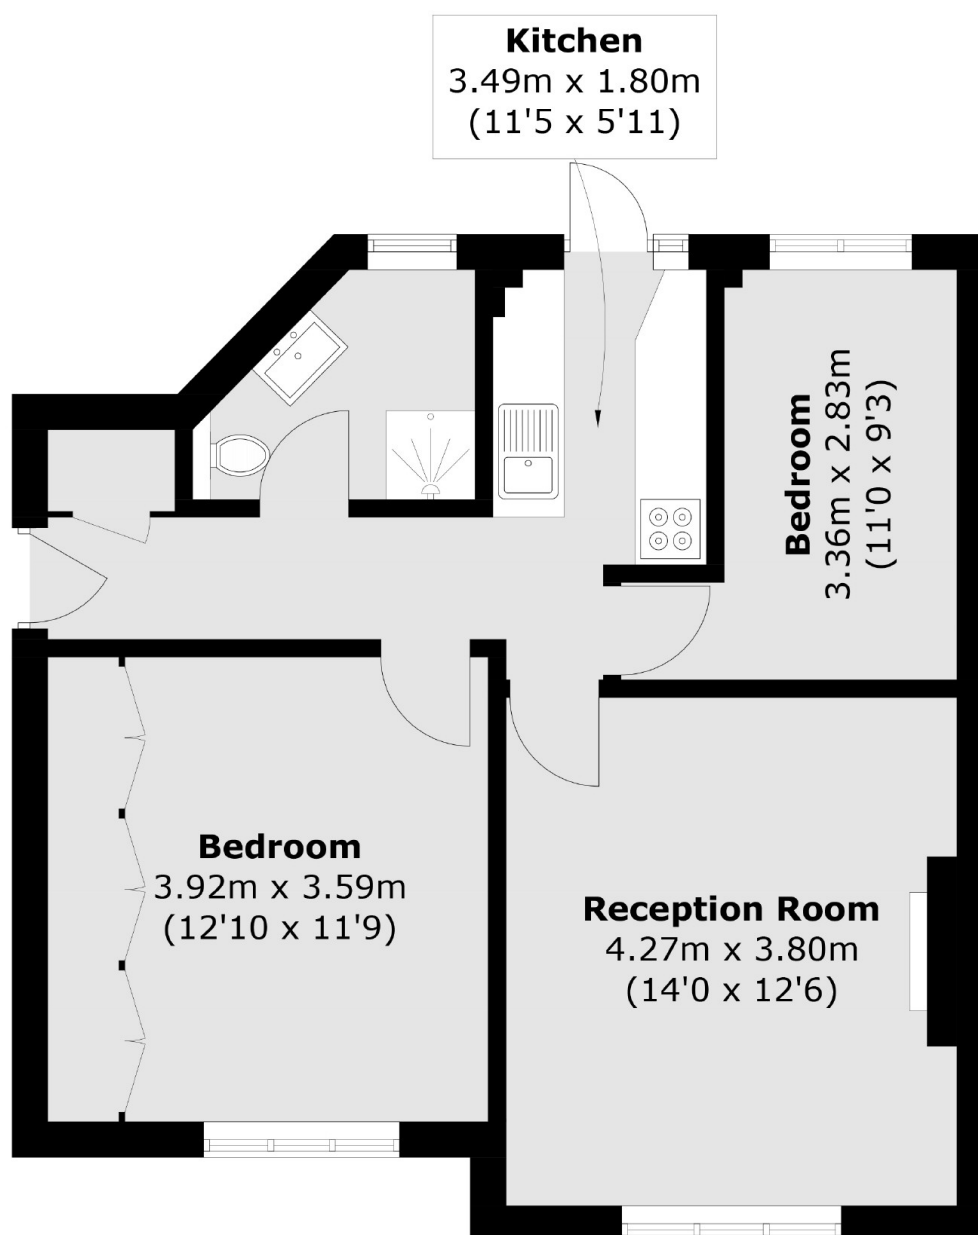 Kitchen
3.49m x 1.80m
(11'5 x 5'11)
Bedroom
3.36m x 2.83m
(11'0 x 9'3)
Bedroom
3.92m x 3.59m
(12'10 x 11'9)
Reception Room
4.27m x 3.80m
(14'0 x 12'6)